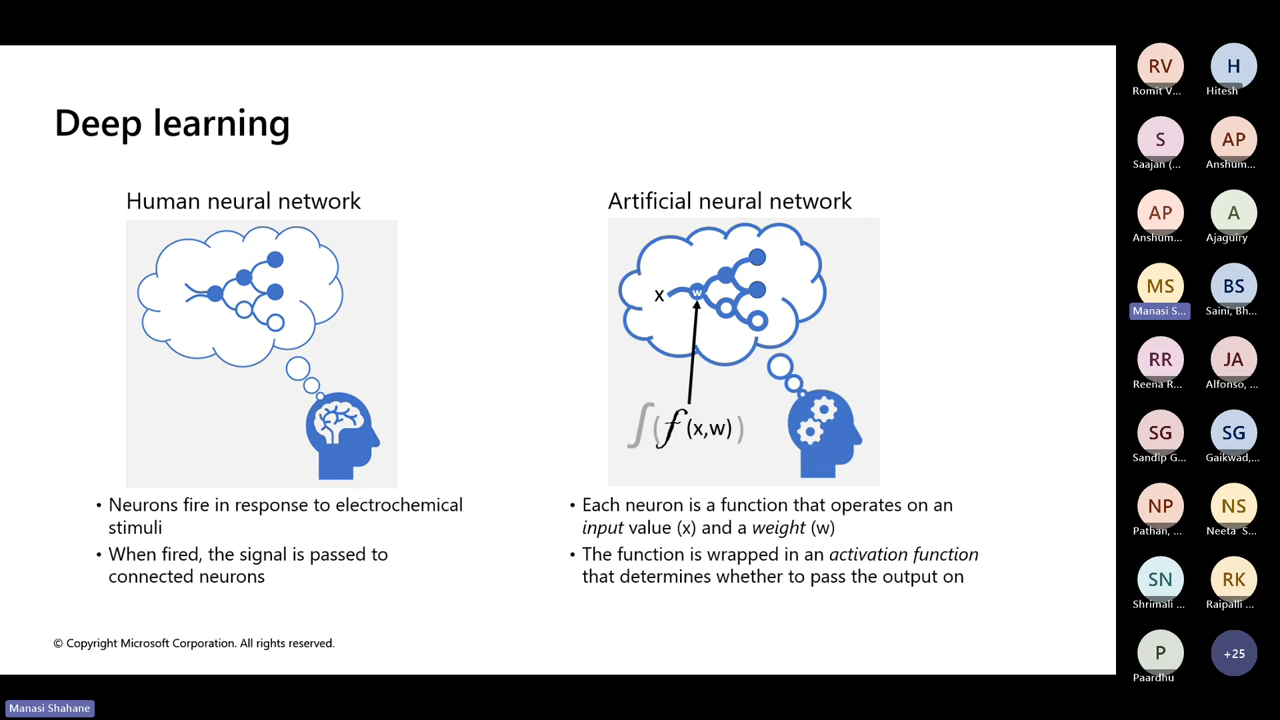 Deep learning
Human neural network
Artificial neural network
x
w
∫(f(x,w))
• Neurons fire in response to electrochemical
stimuli
• When fired, the signal is passed to
connected neurons
• Each neuron is a function that operates on an
input value (x) and a weight (w)
• The function is wrapped in an activation function
that determines whether to pass the output on
© Copyright Microsoft Corporation. All rights reserved.
RV
H
Romit V...
Hitesh
S
AP
Saajan (...
Anshum...
AP
A
Anshum...
Ajaguiry
MS
BS
Manasi S...
Saini, Bh...
RR
JA
Reena R...
Alfonso, ...
SG
SG
Sandip G...
Gaikwad,...
NP
NS
Pathan, ...
Neeta S...
SN
RK
Shrimali ...
Raipalli ...
P
+25
Paardhu
Manasi Shahane